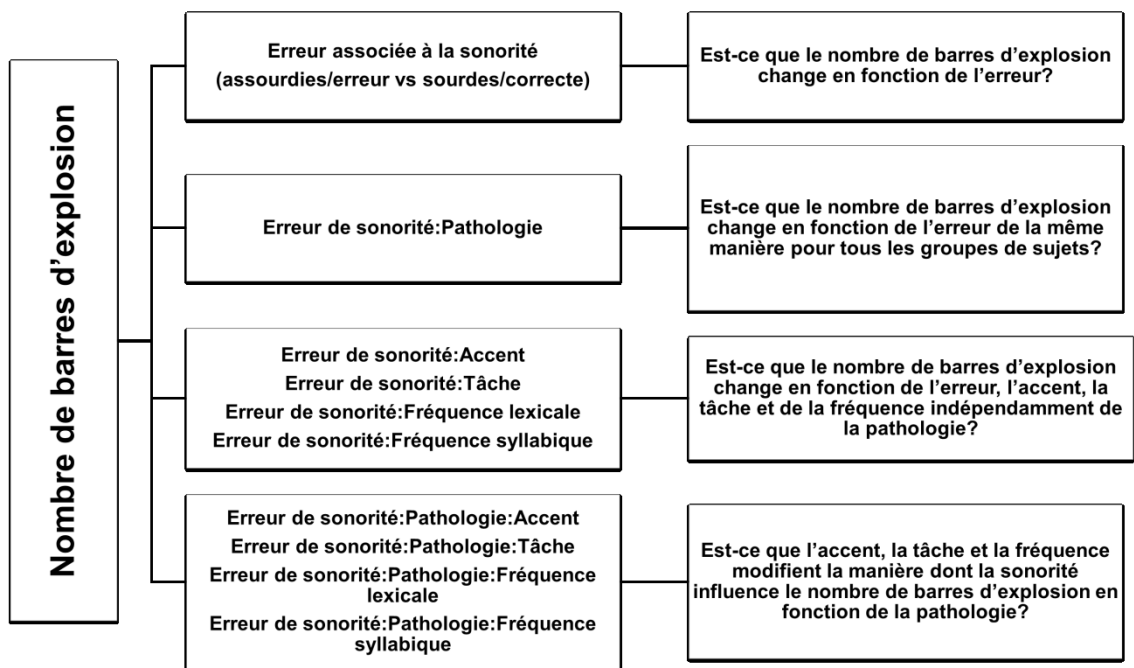 Nombre de barres d’explosion
Erreur associée à la sonorité
(assourdies/erreur vs sourdes/correcte)
Est-ce que le nombre de barres d’explosion
change en fonction de l’erreur?
Erreur de sonorité:Pathologie
Est-ce que le nombre de barres d’explosion
change en fonction de l’erreur de la même
manière pour tous les groupes de sujets?
Erreur de sonorité:Accent
Erreur de sonorité:Tâche
Erreur de sonorité:Fréquence lexicale
Erreur de sonorité:Fréquence syllabique
Est-ce que le nombre de barres d’explosion
change en fonction de l’erreur, l’accent, la
tâche et de la fréquence indépendamment de
la pathologie?
Erreur de sonorité:Pathologie:Accent
Erreur de sonorité:Pathologie:Tâche
Erreur de sonorité:Pathologie:Fréquence
lexicale
Erreur de sonorité:Pathologie:Fréquence
syllabique
Est-ce que l’accent, la tâche et la fréquence
modifient la manière dont la sonorité
influence le nombre de barres d’explosion en
fonction de la pathologie?